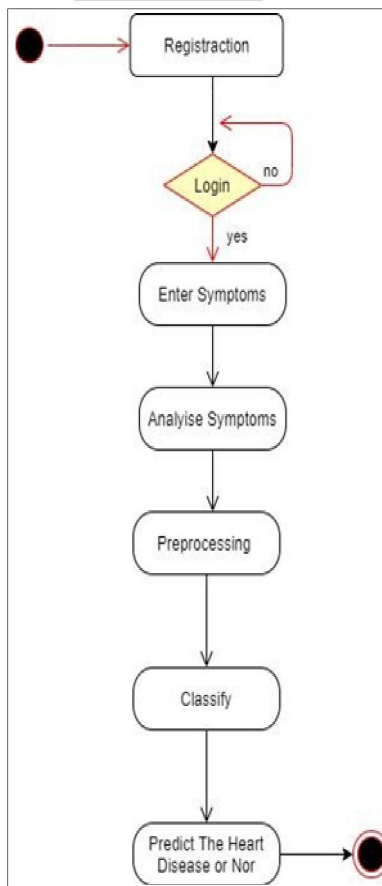 Registraction
Login
no
yes
Enter Symptoms
Analyise Symptoms
Preprocessing
Classify
Predict The Heart
Disease or Nor